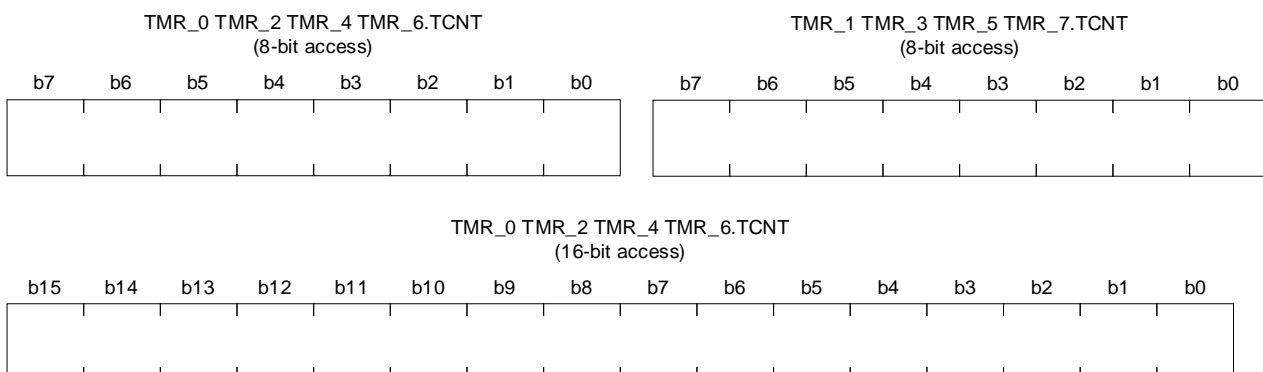 TMR_0 TMR_2 TMR_4 TMR_6.TCNT
(8-bit access)
b7 b6 b5 b4 b3 b2 b1 b0
TMR_1 TMR_3 TMR_5 TMR_7.TCNT
(8-bit access)
b7 b6 b5 b4 b3 b2 b1 b0
TMR_0 TMR_2 TMR_4 TMR_6.TCNT
(16-bit access)
b15 b14 b13 b12 b11 b10 b9 b8 b7 b6 b5 b4 b3 b2 b1 b0